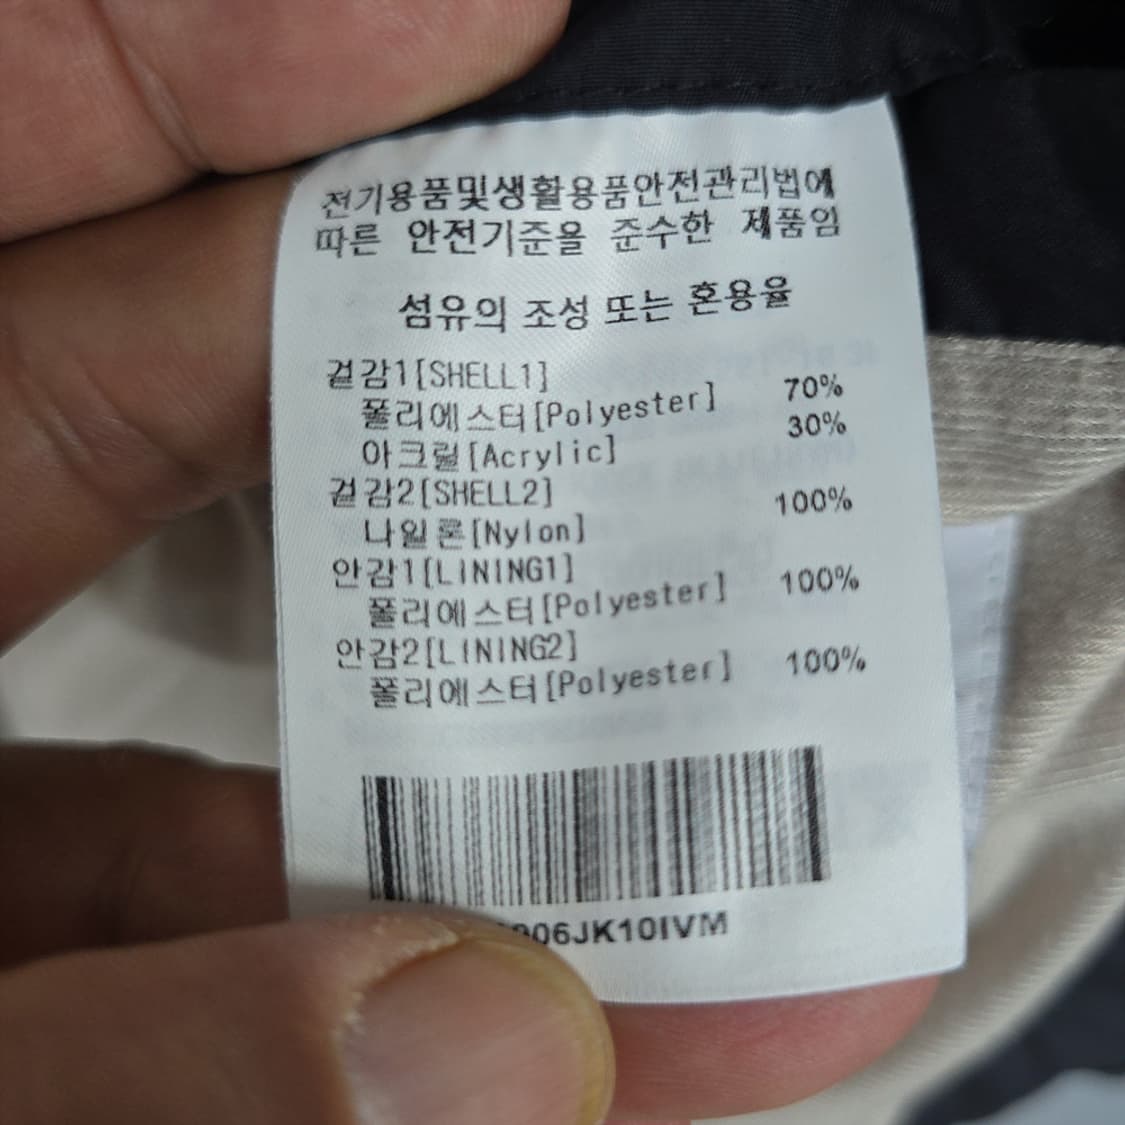 전기용품및생활용품안전관리법에
따른 안전기준을 준수한 제품임
섬유의 조성 또는 혼용율
겉감1[SHELL1]
폴리에스터[Polyester] 70%
아크릴[Acrylic] 30%
겉감2[SHELL2]
나일론[Nylon] 100%
안감1[LINING1]
폴리에스터[Polyester] 100%
안감2[LINING2]
폴리에스터[Polyester] 100%